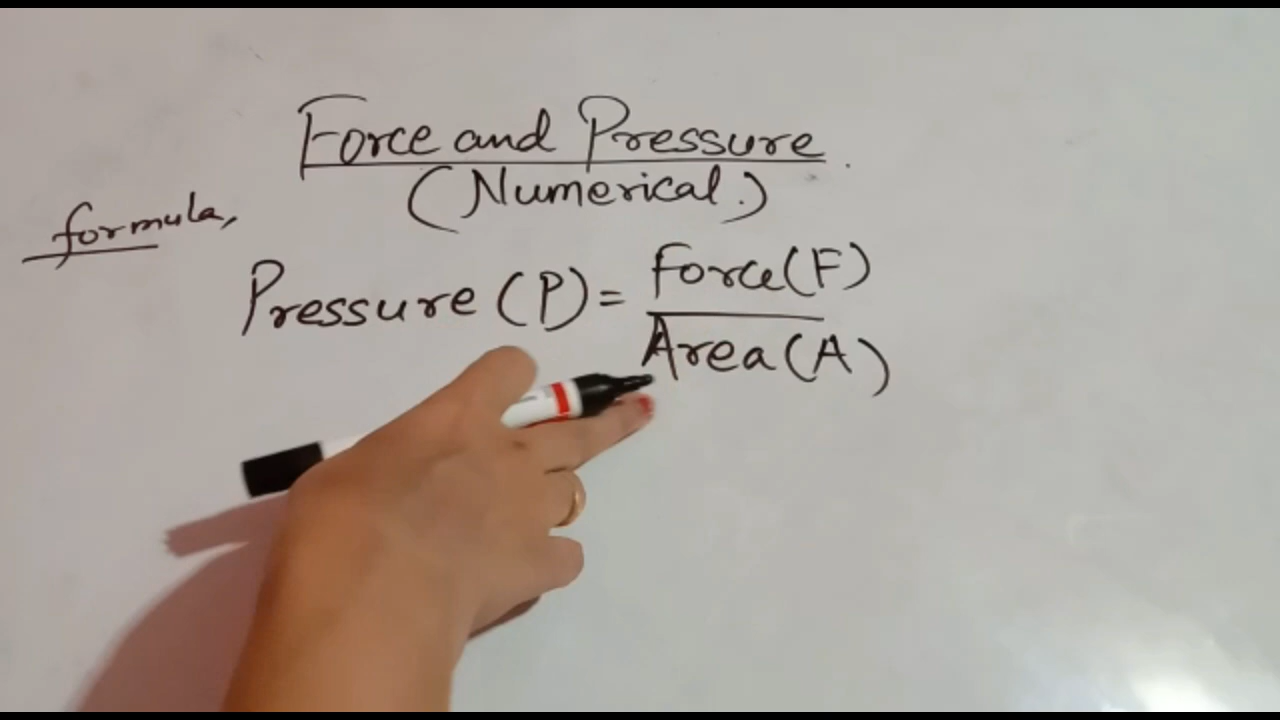 Force and Pressure.
(Numerical.)
formula,
Pressure (P) = Force (F)
Area (A)